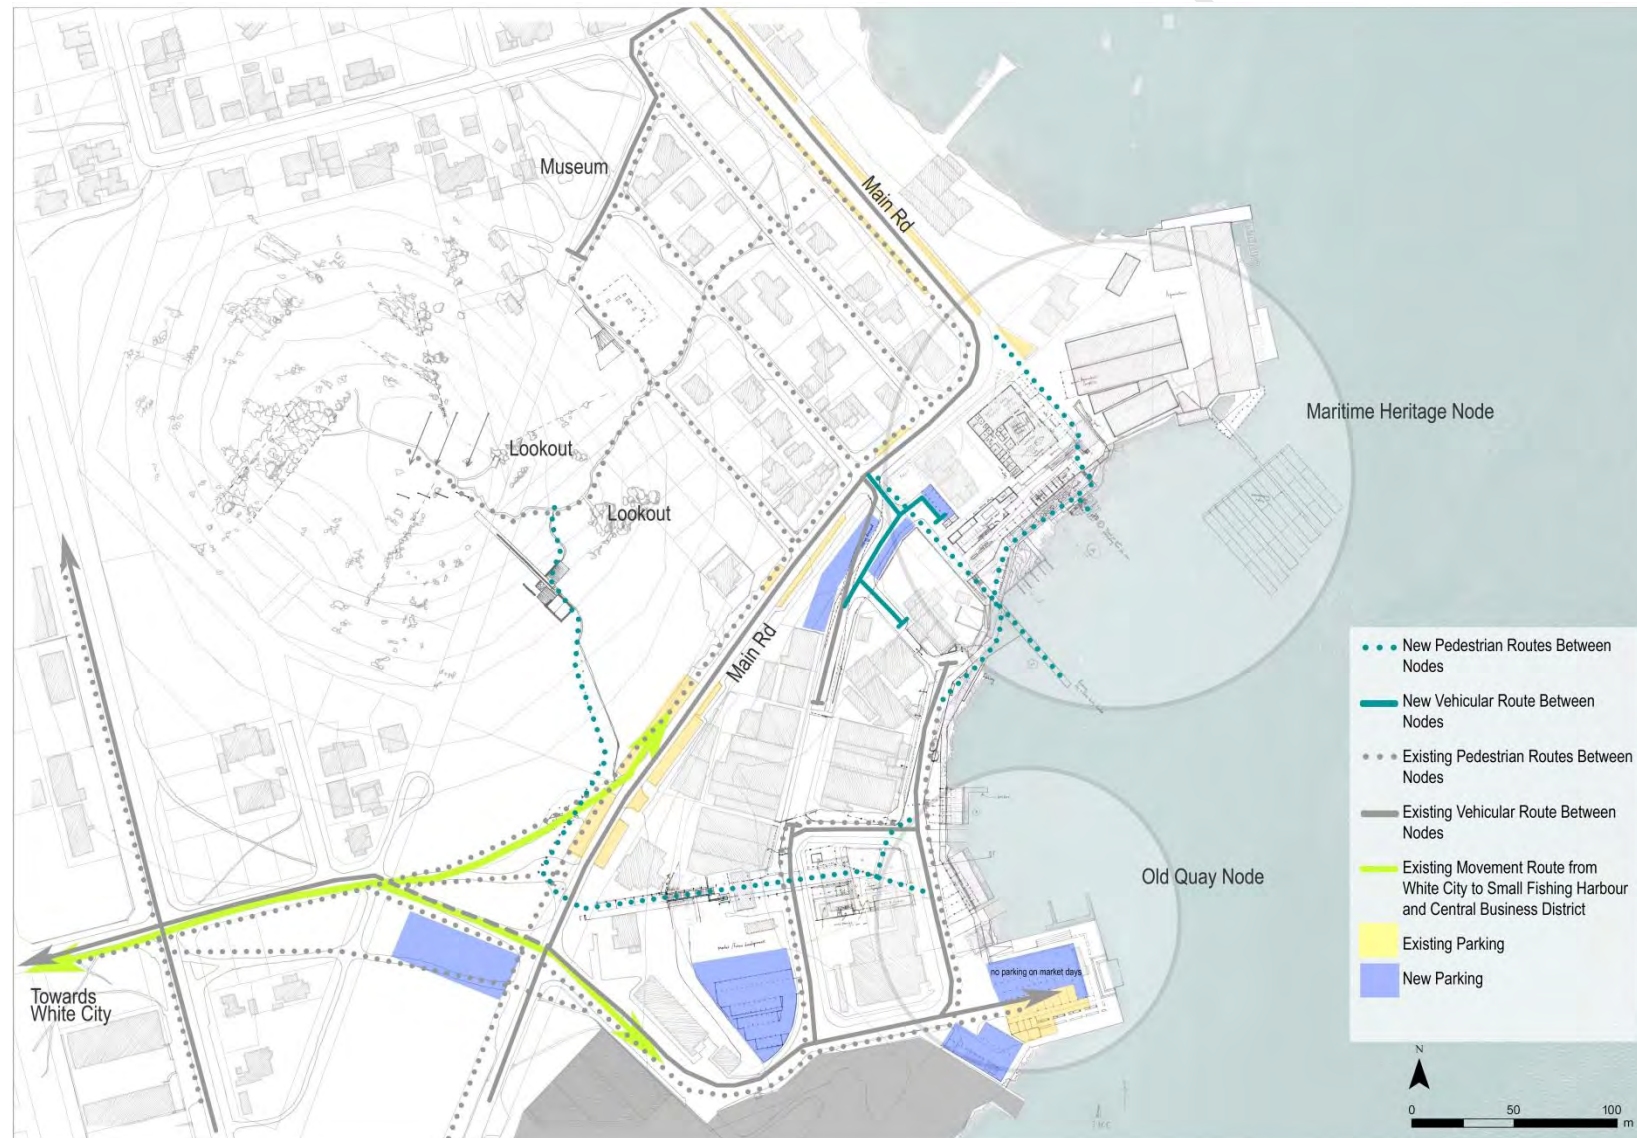 Museum
Main Rd
Maritime Heritage Node
Lookout
Lookout
Main Rd
Old Quay Node
no parking on market days
Towards
White City
New Pedestrian Routes Between
Nodes
New Vehicular Route Between
Nodes
Existing Pedestrian Routes Between
Nodes
Existing Vehicular Route Between
Nodes
Existing Movement Route from
White City to Small Fishing Harbour
and Central Business District
Existing Parking
New Parking
N
0 50 100
m